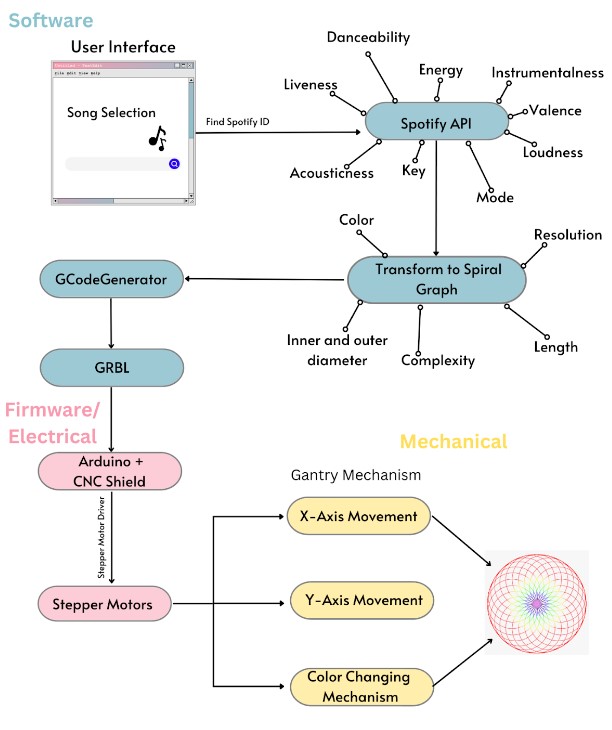 Software
User Interface
File Edit View Help
Song Selection
Find Spotify ID
Danceability
Energy
Instrumentalness
Liveness
Valence
Spotify API
Loudness
Acousticness
Key
Mode
Color
Resolution
Transform to Spiral
Graph
GCodeGenerator
Inner and outer
diameter
Complexity
Length
GRBL
Firmware/
Electrical
Mechanical
Arduino +
CNC Shield
Gantry Mechanism
Stepper Motor Driver
X-Axis Movement
Stepper Motors
Y-Axis Movement
Color Changing
Mechanism